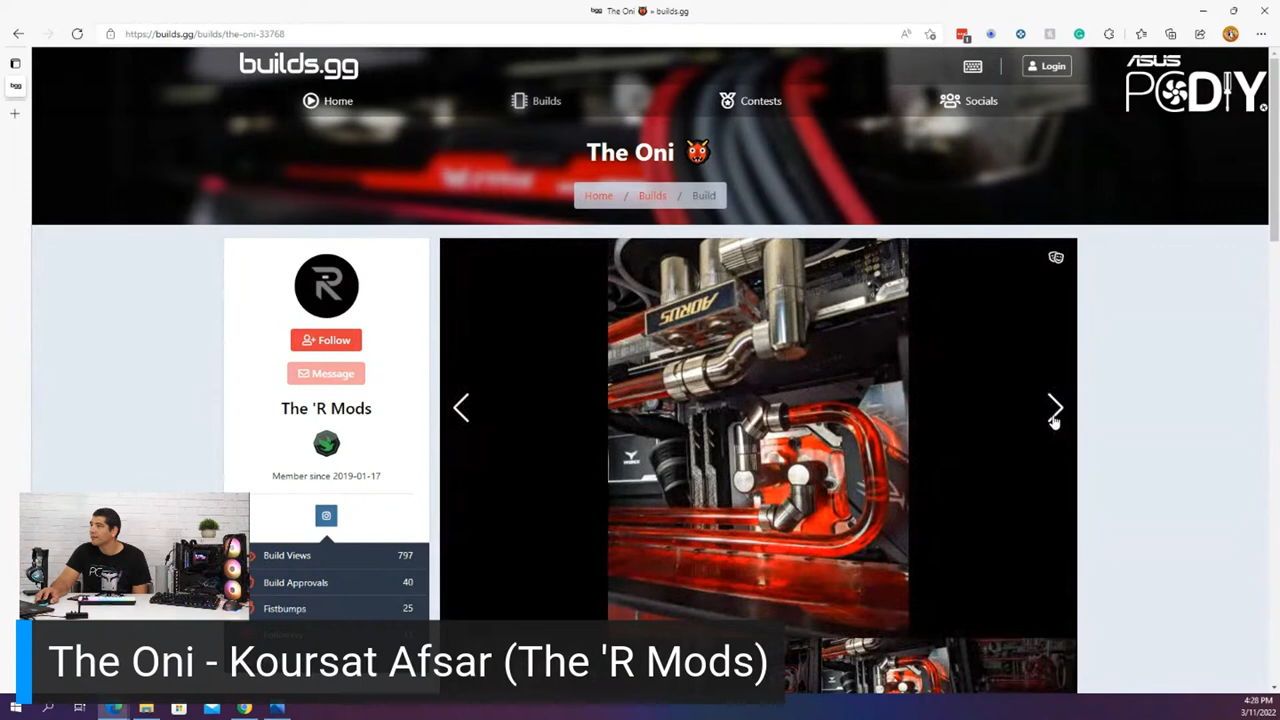 The Oni 👹 • builds.gg
https://builds.gg/builds/the-oni-33768
builds.gg
Login
ASUS
PCDIY
Home
Builds
Contests
Socials
The Oni 👹
Home / Builds / Build
R
Follow
Message
The 'R Mods
Member since 2019-01-17
Build Views 797
Build Approvals 40
Fistbumps 25
AORUS
The Oni - Koursat Afsar (The 'R Mods)
4:28 PM
3/11/2022